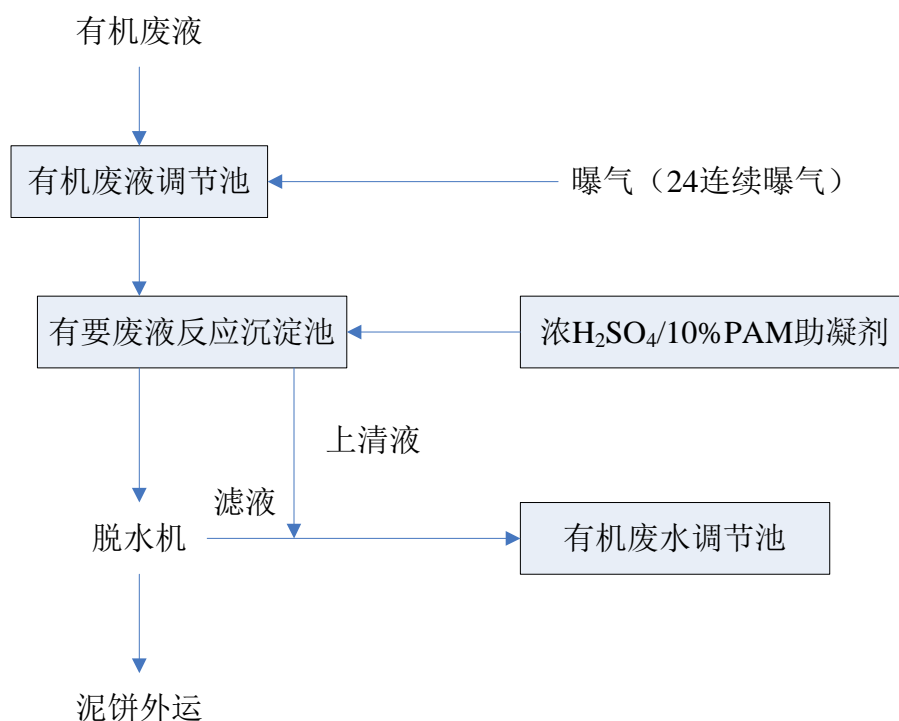 有机废液
有机废液调节池
曝气（24连续曝气）
有要废液反应沉淀池
浓H₂SO₄/10%PAM助凝剂
上清液
滤液
脱水机
有机废水调节池
泥饼外运